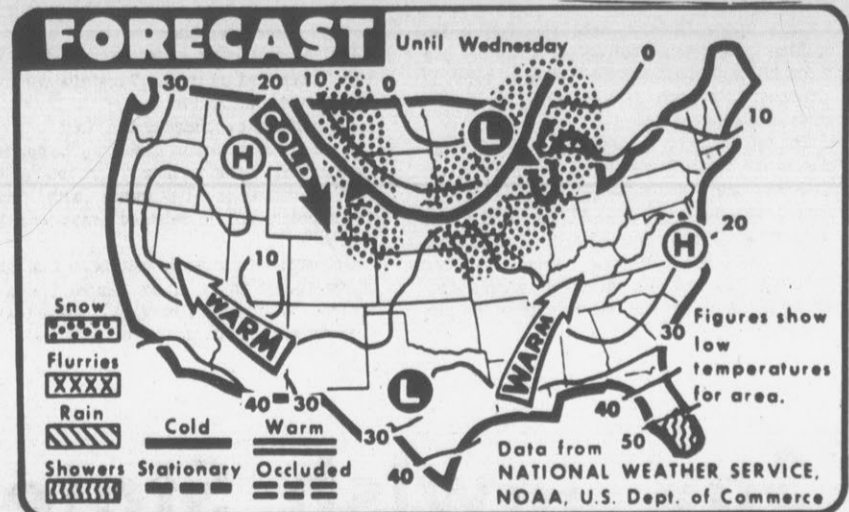 FORECAST Until Wednesday
30 20 10 0 0
COLD
H
L
10
10
H
20
WARM
WARM
L
30
40 30
30
40
40
50
Snow
Flurries
Rain
Showers
Cold Warm
Stationary Occluded
Figures show
low
temperatures
for area.
Data from
NATIONAL WEATHER SERVICE,
NOAA, U.S. Dept. of Commerce